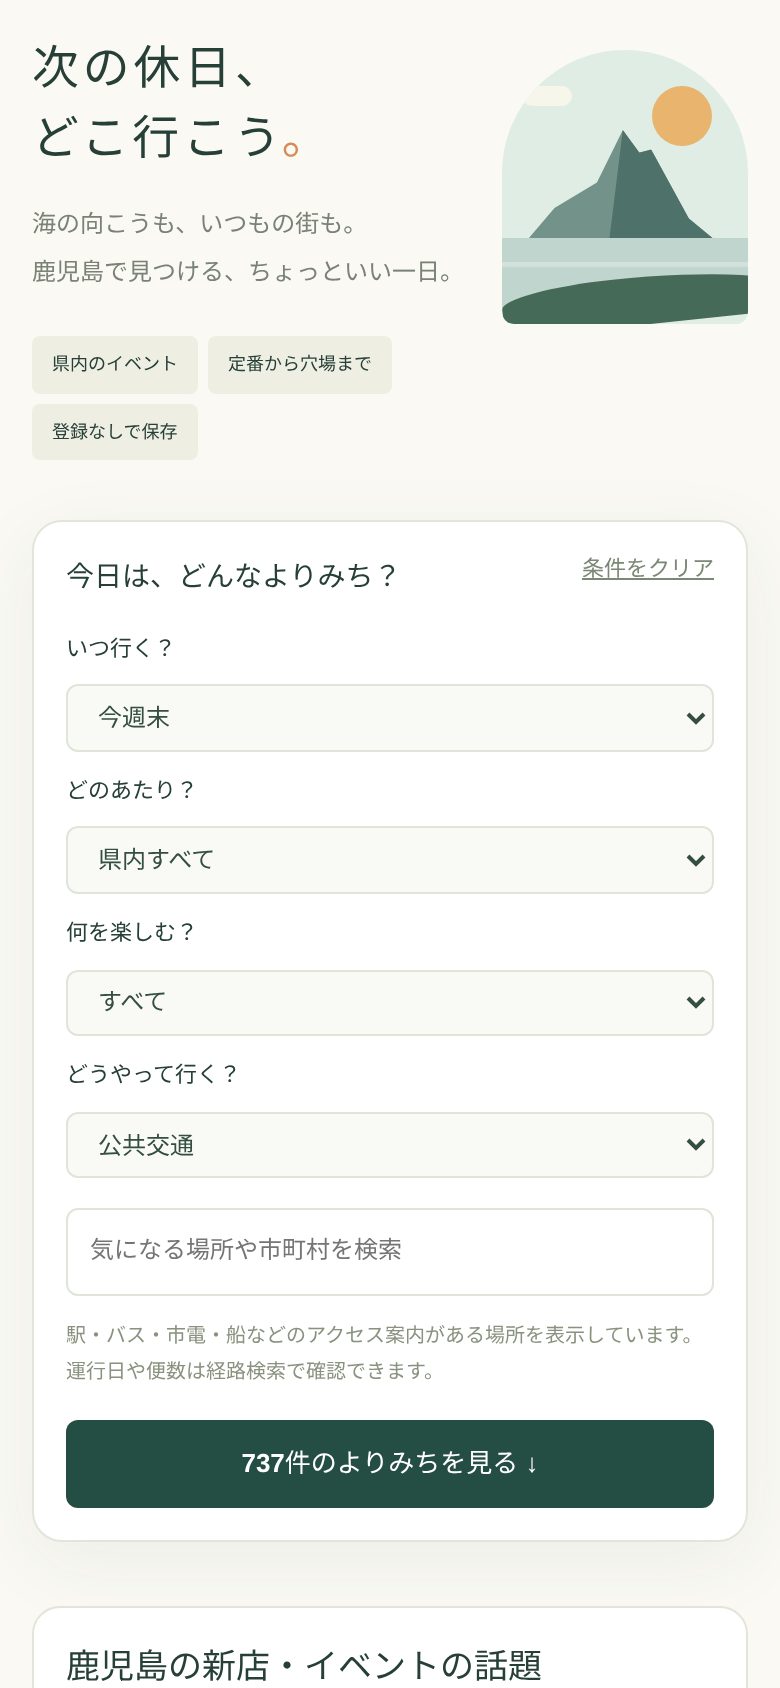 次の休日、
どこ行こう。
海の向こうも、いつもの街も。
鹿児島で見つける、ちょっといい一日。
県内のイベント
定番から穴場まで
登録なしで保存
今日は、どんなよりみち？
条件をクリア
いつ行く？
今週末
どのあたり？
県内すべて
何を楽しむ？
すべて
どうやって行く？
公共交通
気になる場所や市町村を検索
駅・バス・市電・船などのアクセス案内がある場所を表示しています。
運行日や便数は経路検索で確認できます。
737件のよりみちを見る ↓
鹿児島の新店・イベントの話題